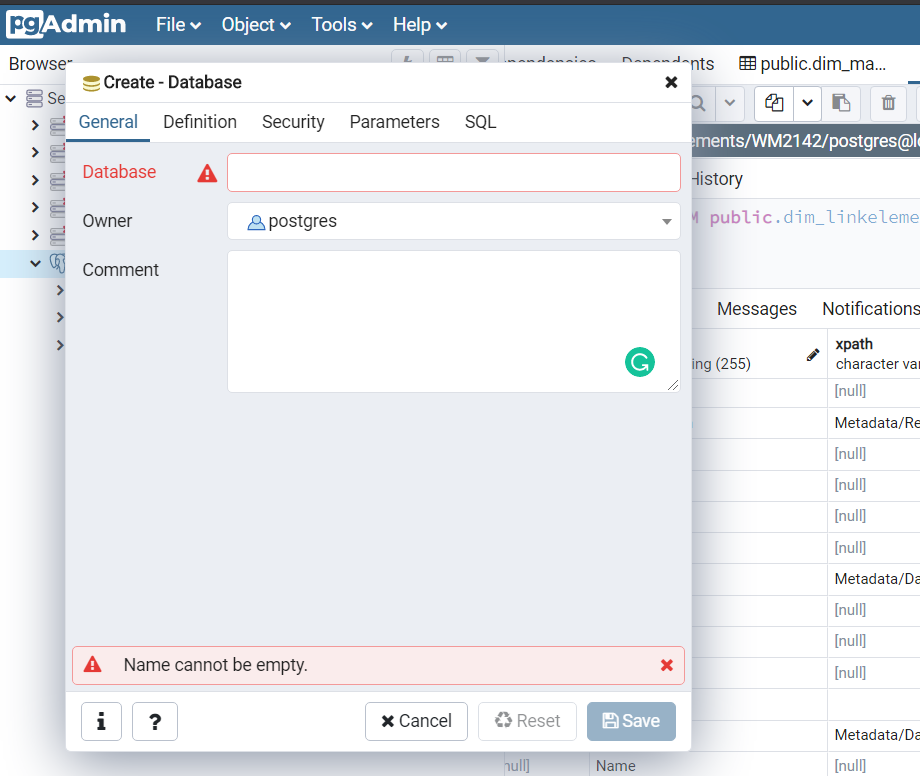 pgAdmin File Object Tools Help
Browser Dependents public.dim_ma...
Create - Database
General Definition Security Parameters SQL
Database
Owner postgres
Comment
Name cannot be empty.
i ? Cancel Reset Save
Se
ements/WM2142/postgres@lo
History
M public.dim_linkeleme
Messages Notifications
xpath
ing (255) character var
[null]
Metadata/Re
[null]
[null]
[null]
[null]
Metadata/Da
[null]
[null]
[null]
Metadata/Da
null] Name [null]